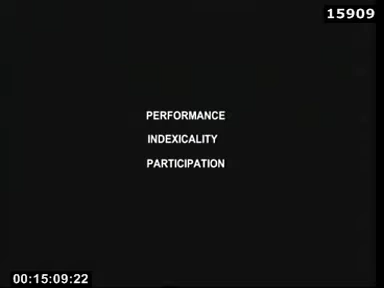 15909
PERFORMANCE
INDEXICALITY
PARTICIPATION
00:15:09:22